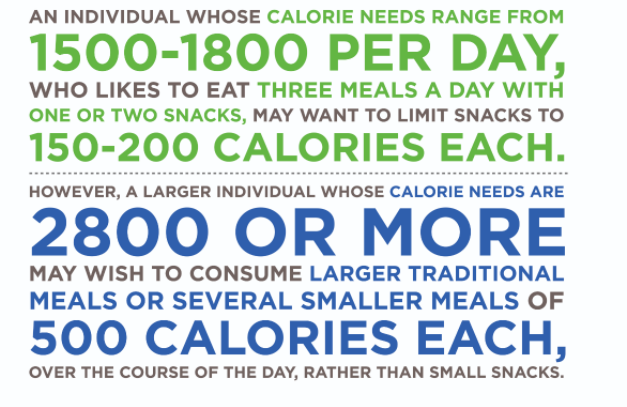 AN INDIVIDUAL WHOSE CALORIE NEEDS RANGE FROM
1500-1800 PER DAY,
WHO LIKES TO EAT THREE MEALS A DAY WITH
ONE OR TWO SNACKS, MAY WANT TO LIMIT SNACKS TO
150-200 CALORIES EACH.
HOWEVER, A LARGER INDIVIDUAL WHOSE CALORIE NEEDS ARE
2800 OR MORE
MAY WISH TO CONSUME LARGER TRADITIONAL
MEALS OR SEVERAL SMALLER MEALS OF
500 CALORIES EACH,
OVER THE COURSE OF THE DAY, RATHER THAN SMALL SNACKS.